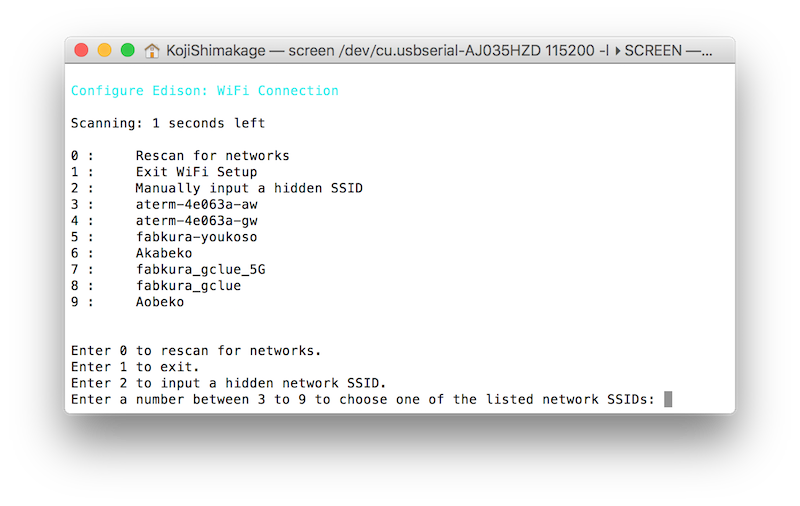 KojiShimakage — screen /dev/cu.usbserial-AJ035HZD 115200 -l ▸ SCREEN —...
Configure Edison: WiFi Connection
Scanning: 1 seconds left
0 :     Rescan for networks
1 :     Exit WiFi Setup
2 :     Manually input a hidden SSID
3 :     aterm-4e063a-aw
4 :     aterm-4e063a-gw
5 :     fabkura-youkoso
6 :     Akabeko
7 :     fabkura_gclue_5G
8 :     fabkura_gclue
9 :     Aobeko
Enter 0 to rescan for networks.
Enter 1 to exit.
Enter 2 to input a hidden network SSID.
Enter a number between 3 to 9 to choose one of the listed network SSIDs: